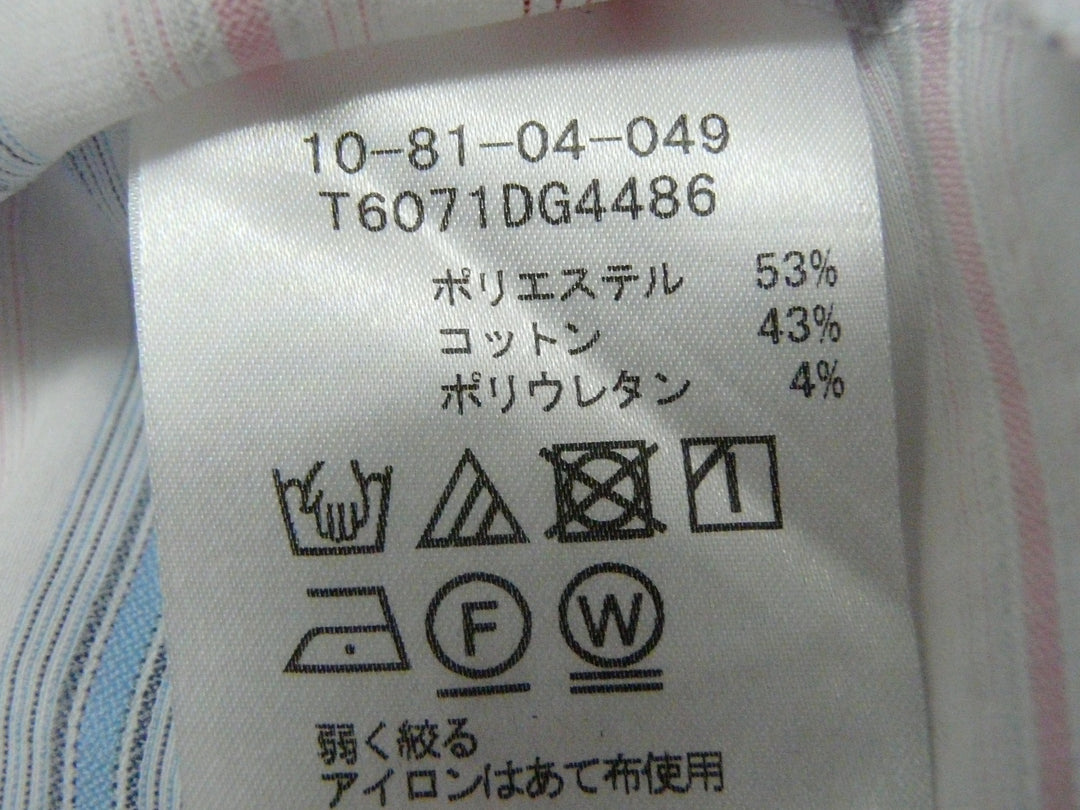 10-81-04-049
T6071DG4486
ポリエステル 53%
コットン 43%
ポリウレタン 4%
F W
弱く絞る
アイロンはあて布使用